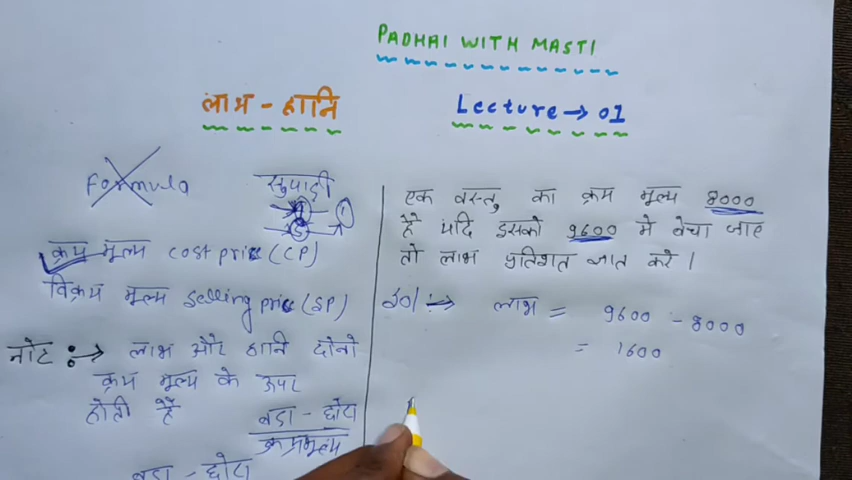 PADHAI WITH MASTI
लाभ - हानि
Lecture → 01
Formula
सुपाड़ी
क्रय मूल्य cost price (CP)
विक्रय मूल्य selling price (SP)
नोट :→ लाभ और हानि दोनो
क्रय मूल्य के ऊपर
होती है
बड़ा - छोटा
क्रयमूल्य
बड़ा - छोटा
एक वस्तु का क्रय मूल्य 8000
है यदि इसको 9600 मे बेचा जाए
तो लाभ प्रतिशत ज्ञात करे ।
Sol :→ लाभ = 9600 - 8000
= 1600